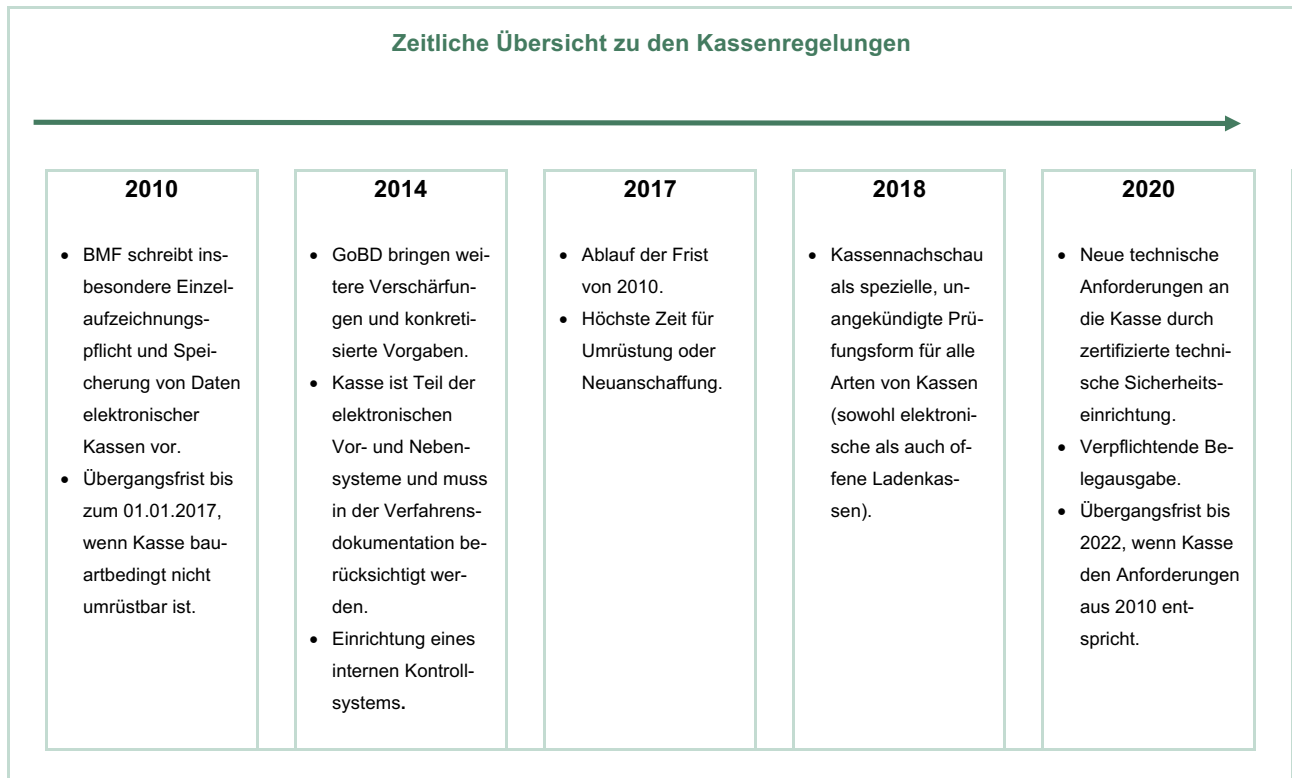 Zeitliche Übersicht zu den Kassenregelungen
2010
• BMF schreibt ins-
besondere Einzel-
aufzeichnungs-
pflicht und Spei-
cherung von Daten
elektronischer
Kassen vor.
• Übergangsfrist bis
zum 01.01.2017,
wenn Kasse bau-
artbedingt nicht
umrüstbar ist.
2014
• GoBD bringen wei-
tere Verschärfun-
gen und konkreti-
sierte Vorgaben.
• Kasse ist Teil der
elektronischen
Vor- und Neben-
systeme und muss
in der Verfahrens-
dokumentation be-
rücksichtigt wer-
den.
• Einrichtung eines
internen Kontroll-
systems.
2017
• Ablauf der Frist
von 2010.
• Höchste Zeit für
Umrüstung oder
Neuanschaffung.
2018
• Kassennachschau
als spezielle, un-
angekündigte Prü-
fungsform für alle
Arten von Kassen
(sowohl elektroni-
sche als auch of-
fene Ladenkas-
sen).
2020
• Neue technische
Anforderungen an
die Kasse durch
zertifizierte techni-
sche Sicherheits-
einrichtung.
• Verpflichtende Be-
legausgabe.
• Übergangsfrist bis
2022, wenn Kasse
den Anforderungen
aus 2010 ent-
spricht.